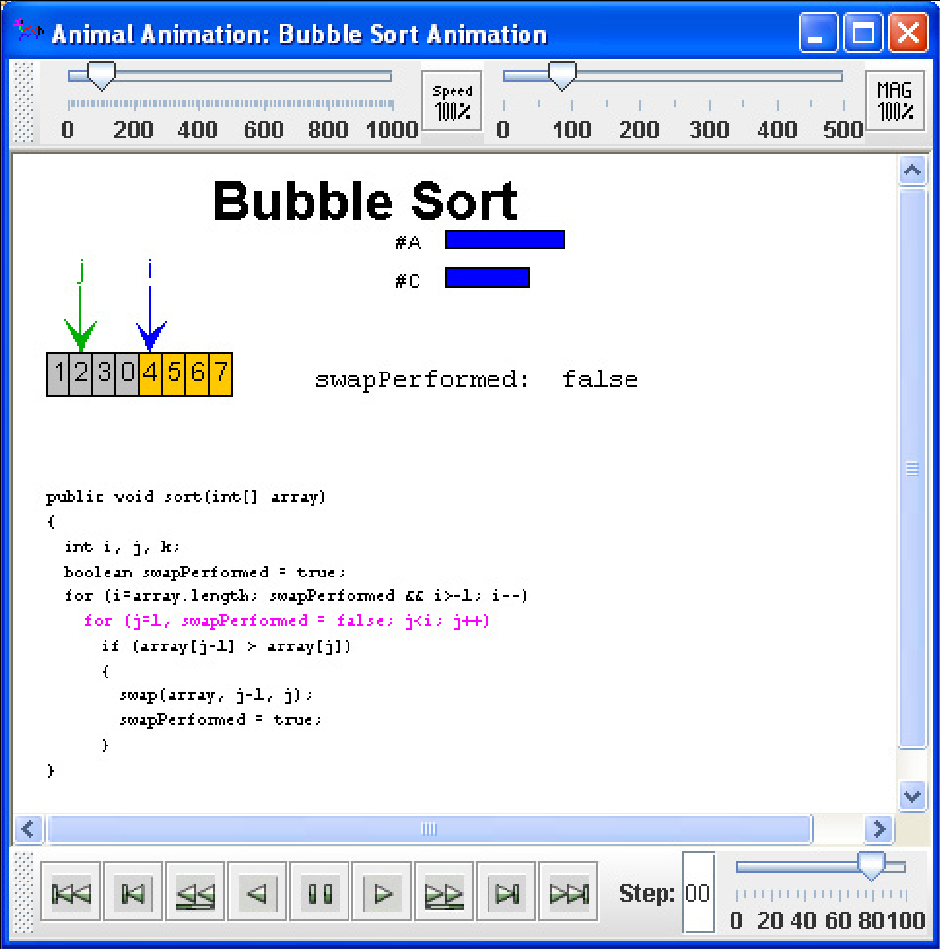 Animal Animation: Bubble Sort Animation
0 200 400 600 800 1000
Speed
100%
0 100 200 300 400 500
MAG
100%
Bubble Sort
#A
#C
j i
1 2 3 0 4 5 6 7
swapPerformed: false
public void sort(int[] array)
{
int i, j, k;
boolean swapPerformed = true;
for (i=array.length; swapPerformed && i>-1; i--)
for (j=1, swapPerformed = false; j<i; j++)
if (array[j-1] > array[j])
{
swap(array, j-1, j);
swapPerformed = true;
}
}
Step: 00
0 20 40 60 80 100